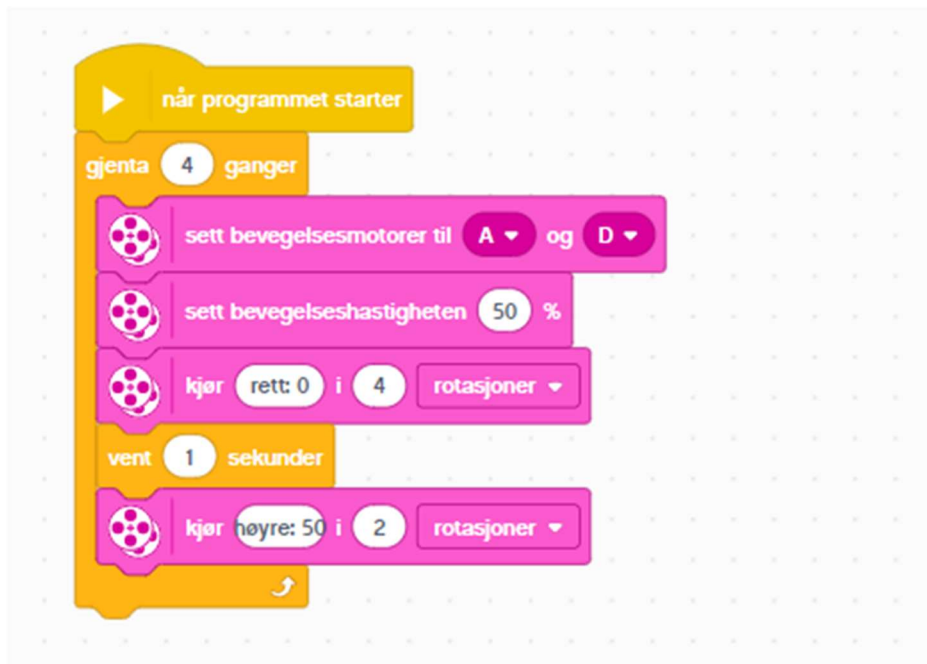 når programmet starter
gjenta 4 ganger
sett bevegelsesmotorer til A og D
sett bevegelseshastigheten 50 %
kjør rett: 0 i 4 rotasjoner
vent 1 sekunder
kjør høyre: 50 i 2 rotasjoner